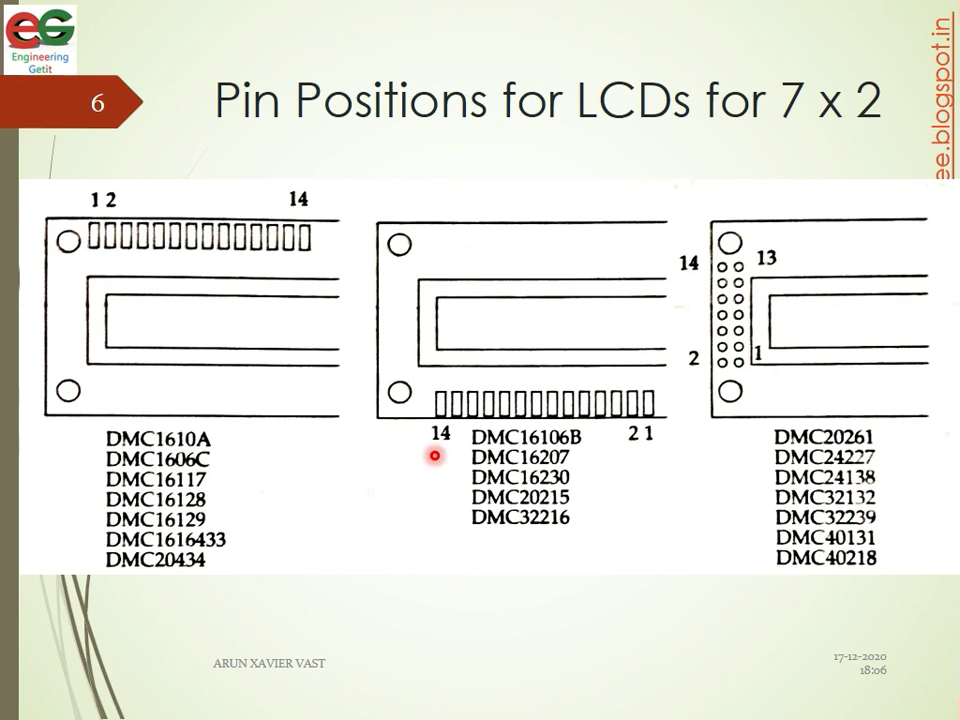 eG
Engineering
Getit
6
Pin Positions for LCDs for 7 x 2
ee.blogspot.in
1 2 14
DMC1610A
DMC1606C
DMC16117
DMC16128
DMC16129
DMC1616433
DMC20434
14 2 1
DMC16106B
DMC16207
DMC16230
DMC20215
DMC32216
14 13
2 1
DMC20261
DMC24227
DMC24138
DMC32132
DMC32239
DMC40131
DMC40218
ARUN XAVIER VAST
17-12-2020
18:06